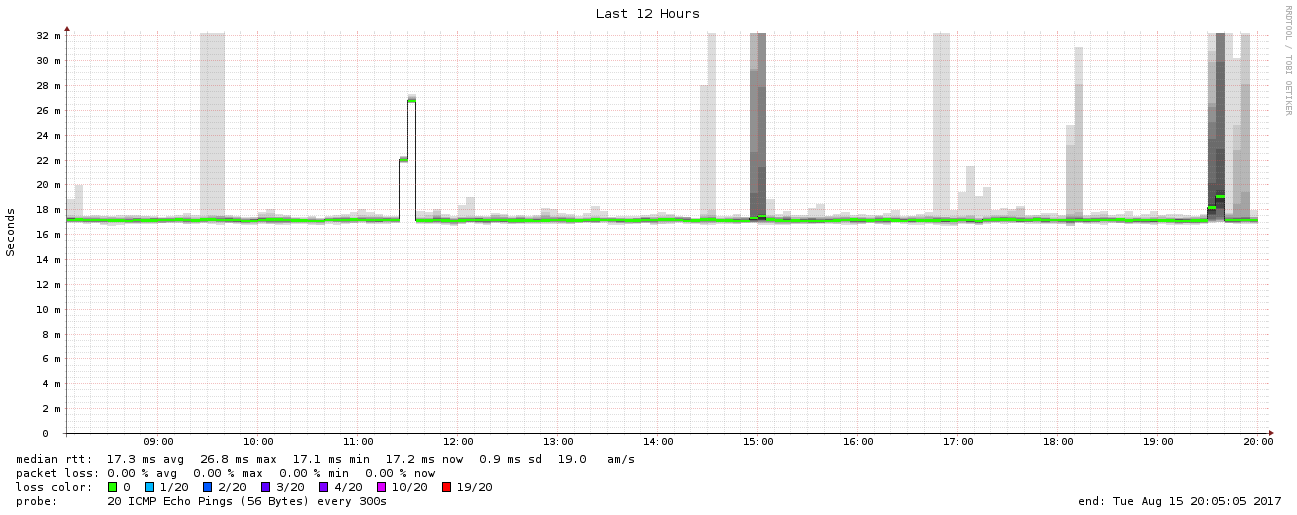 Last 12 Hours
RRDTOOL / TOBI OETIKER
Seconds
32 m
30 m
28 m
26 m
24 m
22 m
20 m
18 m
16 m
14 m
12 m
10 m
8 m
6 m
4 m
2 m
0
09:00 10:00 11:00 12:00 13:00 14:00 15:00 16:00 17:00 18:00 19:00 20:00
median rtt: 17.3 ms avg 26.8 ms max 17.1 ms min 17.2 ms now 0.9 ms sd 19.0 am/s
packet loss: 0.00 % avg 0.00 % max 0.00 % min 0.00 % now
loss color: 0 1/20 2/20 3/20 4/20 10/20 19/20
probe: 20 ICMP Echo Pings (56 Bytes) every 300s end: Tue Aug 15 20:05:05 2017